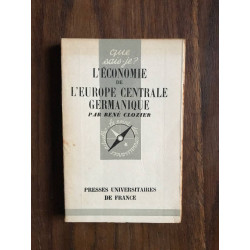 que
sais-je?
L'ÉCONOMIE
DE
L'EUROPE CENTRALE
GERMANIQUE
PAR RENÉ CLOZIER
PRESSES UNIVERSITAIRES
DE FRANCE